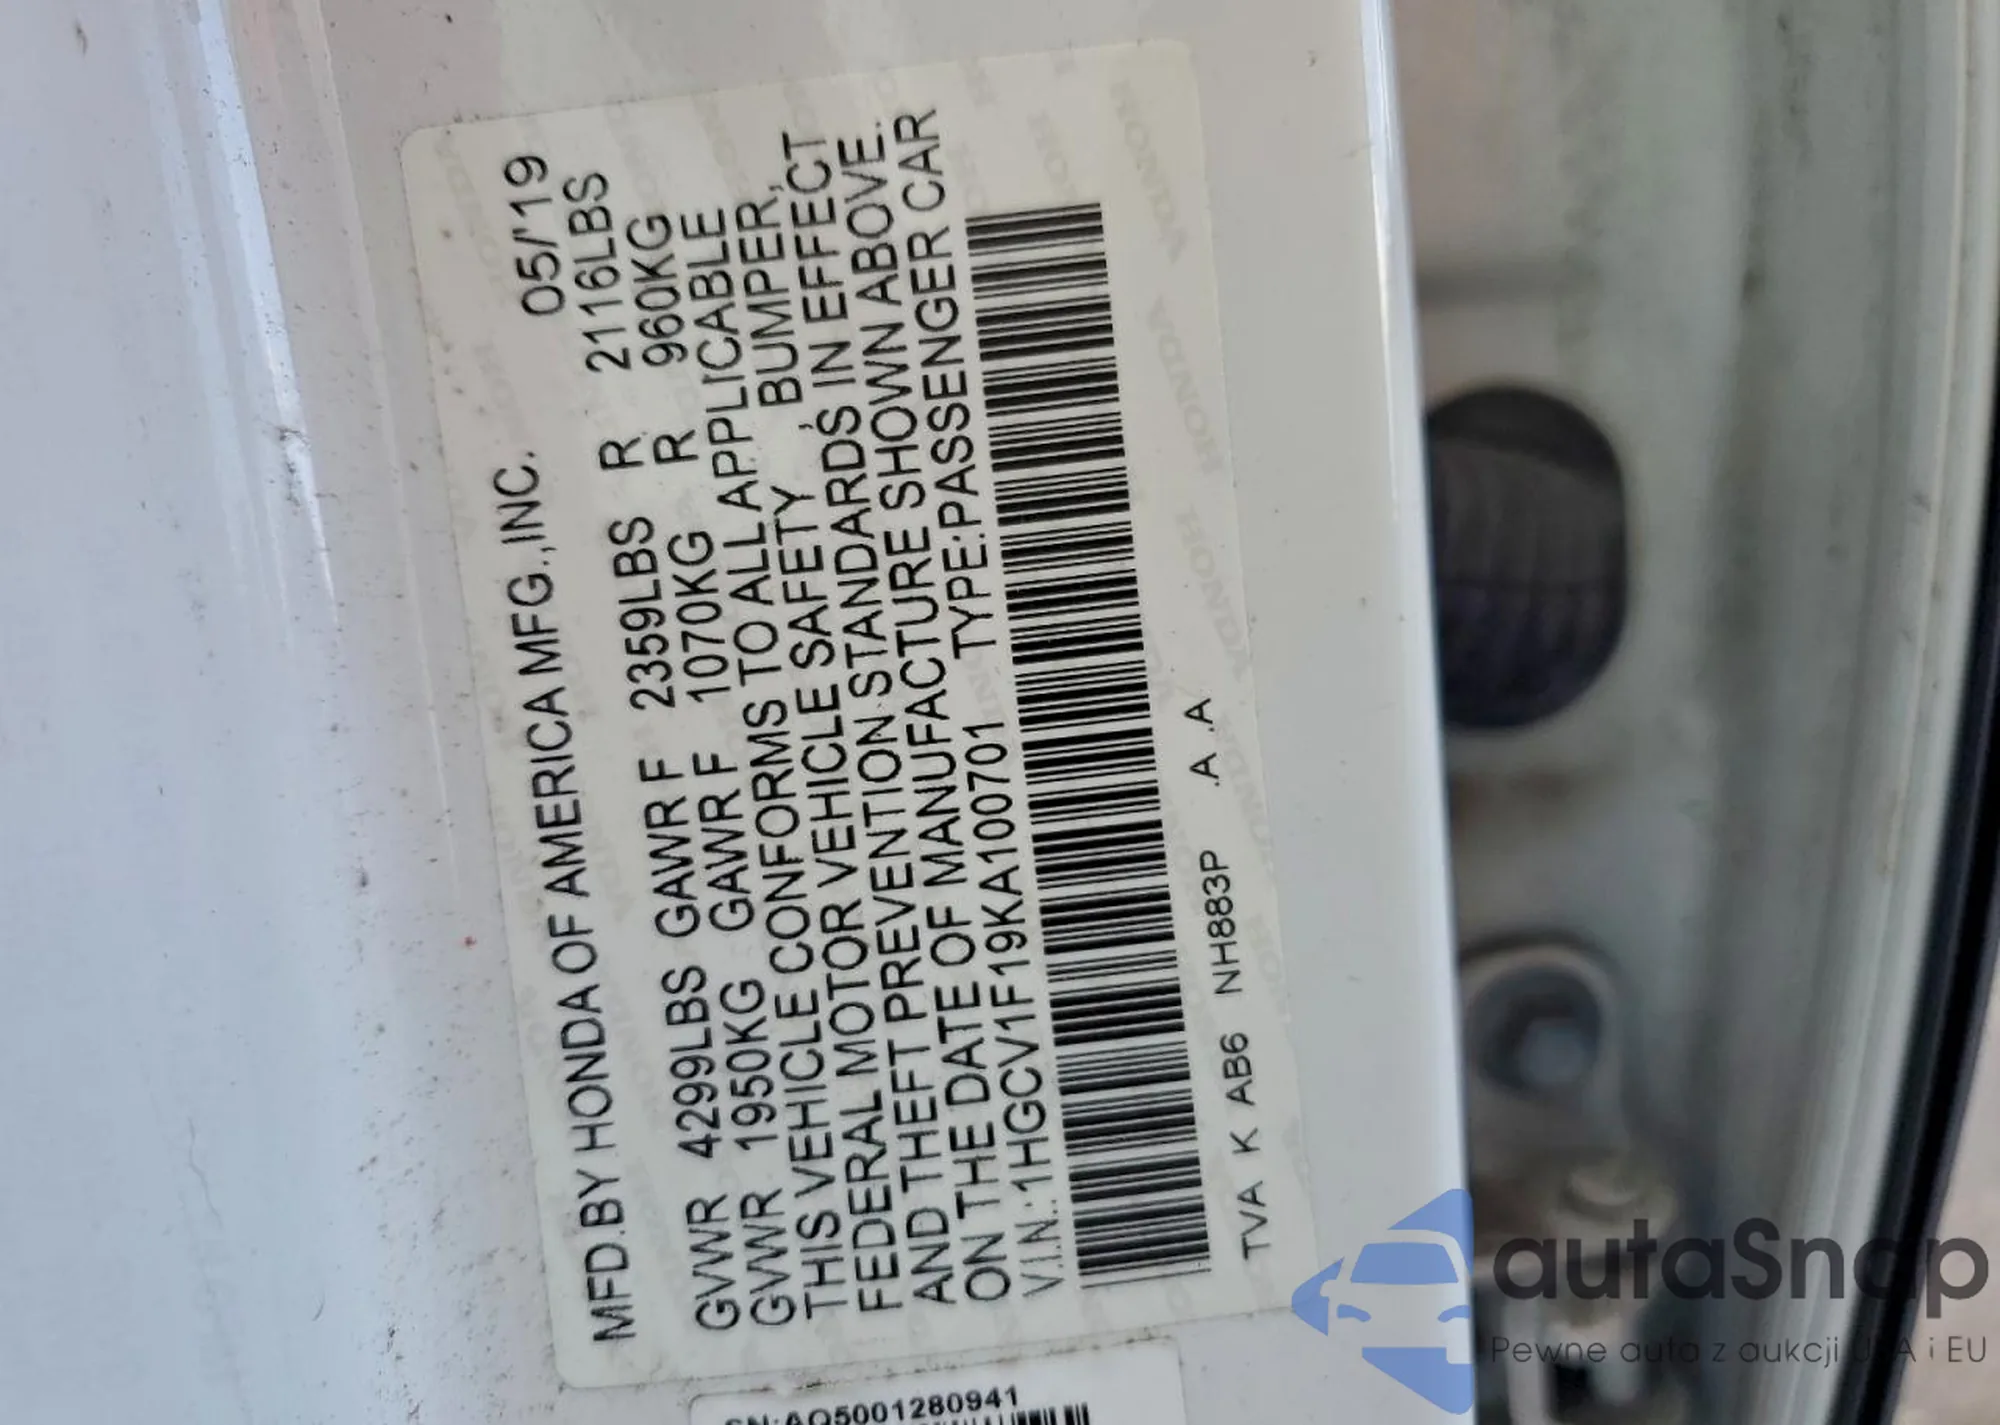 MFD.BY HONDA OF AMERICA MFG.,INC. 05/'19
GVWR 4299LBS GAWR F 2359LBS R 2116LBS
GVWR 1950KG GAWR F 1070KG R 960KG
THIS VEHICLE CONFORMS TO ALL APPLICABLE
FEDERAL MOTOR VEHICLE SAFETY, BUMPER,
AND THEFT PREVENTION STANDARDS IN EFFECT
ON THE DATE OF MANUFACTURE SHOWN ABOVE.
V.I.N.:1HGCV1F19KA100701 TYPE:PASSENGER CAR
TVA K AB6 NH883P .A .A
SN:AQ5001280941
autaSnap
Pewne auta z aukcji USA i EU